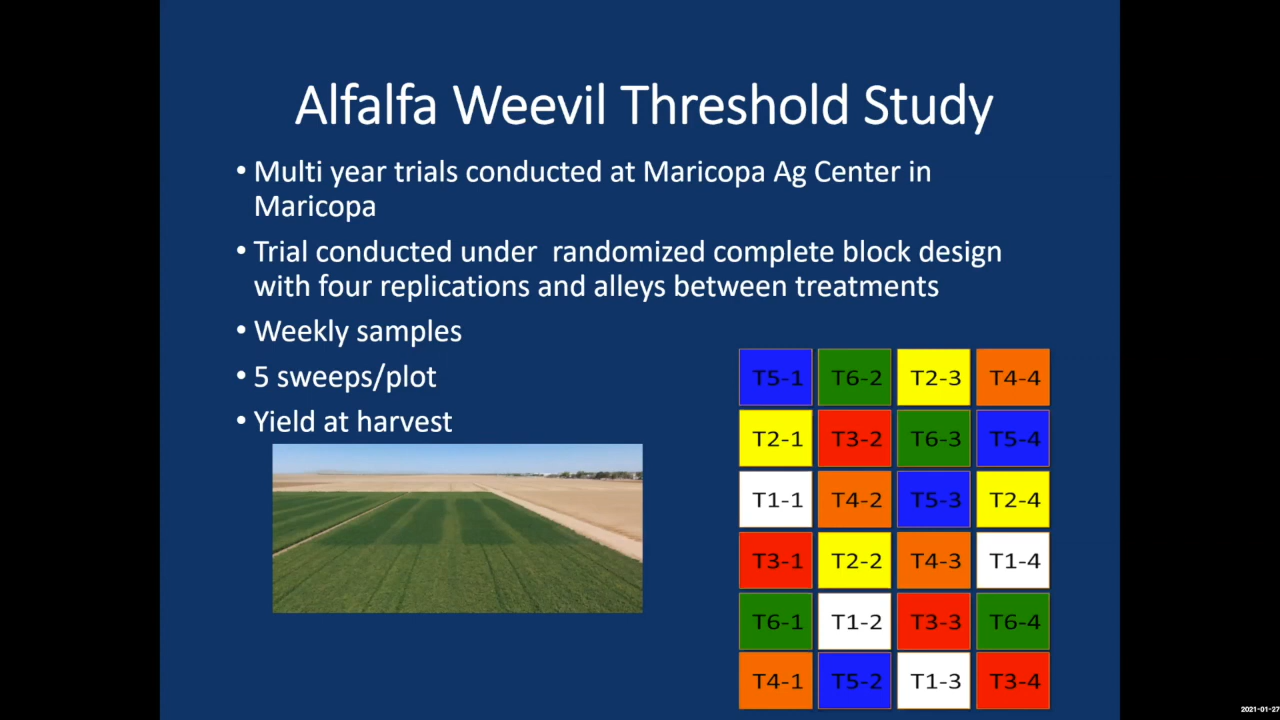 Alfalfa Weevil Threshold Study
• Multi year trials conducted at Maricopa Ag Center in
Maricopa
• Trial conducted under randomized complete block design
with four replications and alleys between treatments
• Weekly samples
• 5 sweeps/plot
• Yield at harvest
T5-1 T6-2 T2-3 T4-4
T2-1 T3-2 T6-3 T5-4
T1-1 T4-2 T5-3 T2-4
T3-1 T2-2 T4-3 T1-4
T6-1 T1-2 T3-3 T6-4
T4-1 T5-2 T1-3 T3-4
2021-01-27